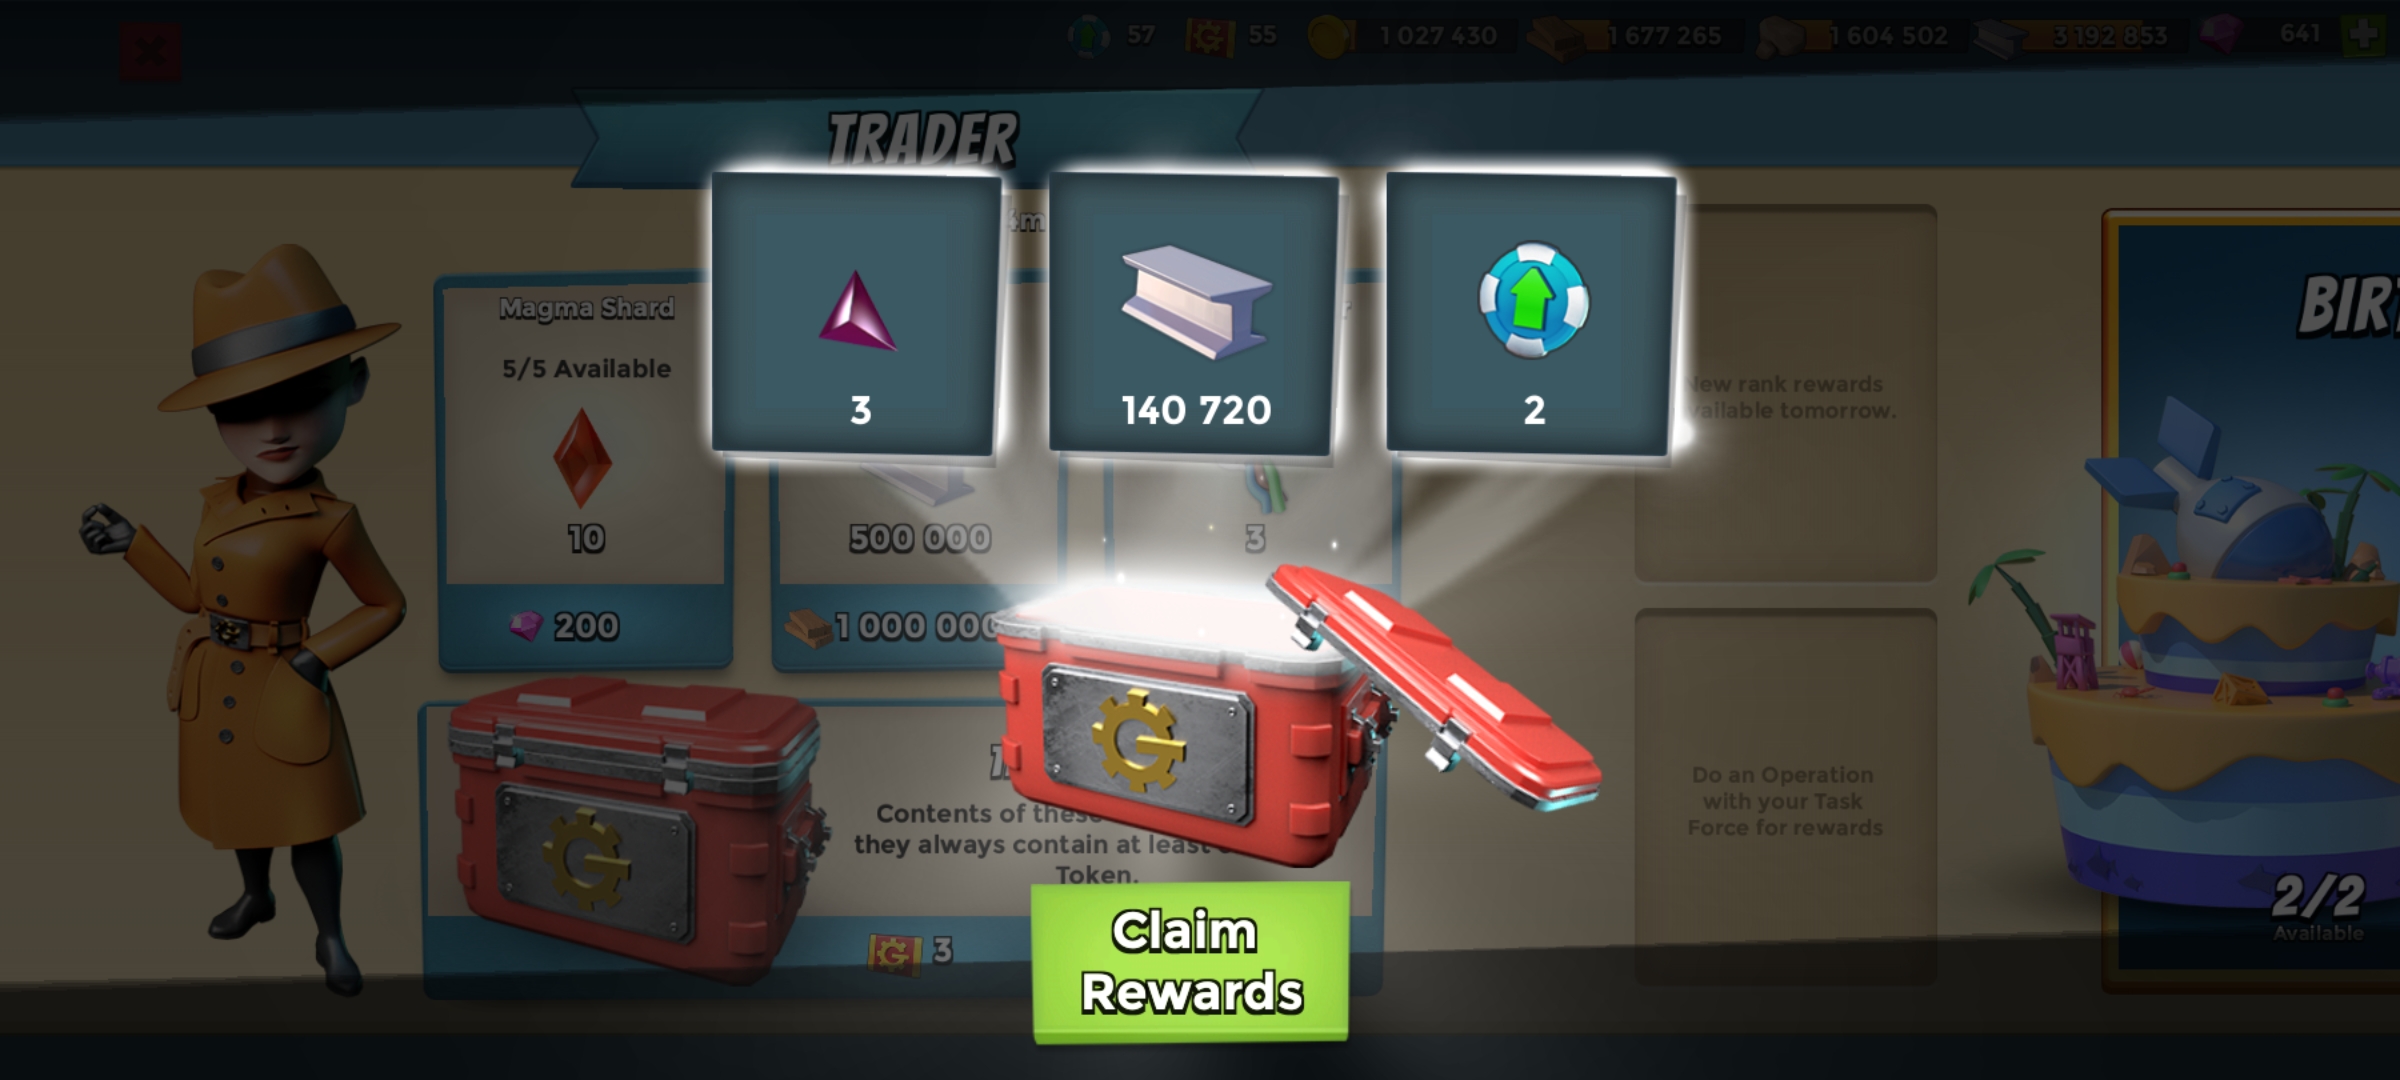 57
55
1 027 430
1 677 265
1 604 502
3 192 853
641
TRADER
Magma Shard
5/5 Available
10
200
500 000
1 000 000
3
3
140 720
2
New rank rewards
available tomorrow.
Contents of these
they always contain at least
Token.
3
Claim
Rewards
Do an Operation
with your Task
Force for rewards
BIR
2/2
Available